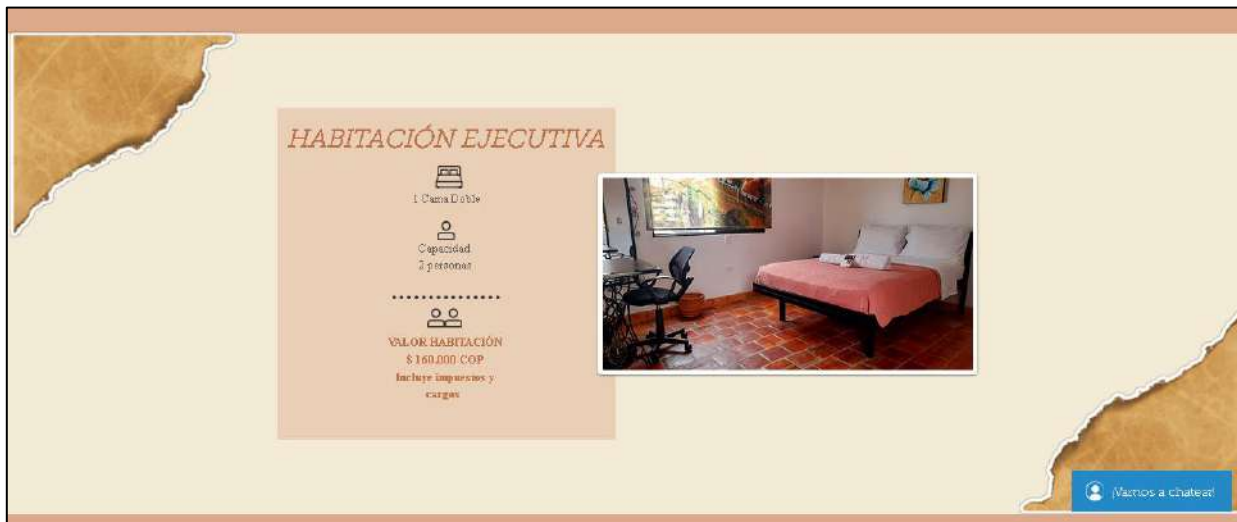 HABITACIÓN EJECUTIVA
1 Cama Doble
Capacidad
2 personas
VALOR HABITACIÓN
$ 160.000 COP
Incluye impuestos y
cargos
¡Vamos a chatear!